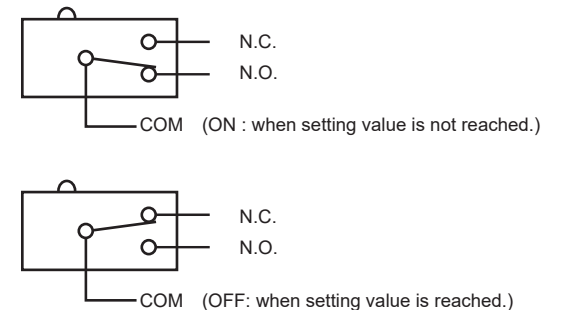 N.C.
N.O.
COM (ON : when setting value is not reached.)
N.C.
N.O.
COM (OFF: when setting value is reached.)